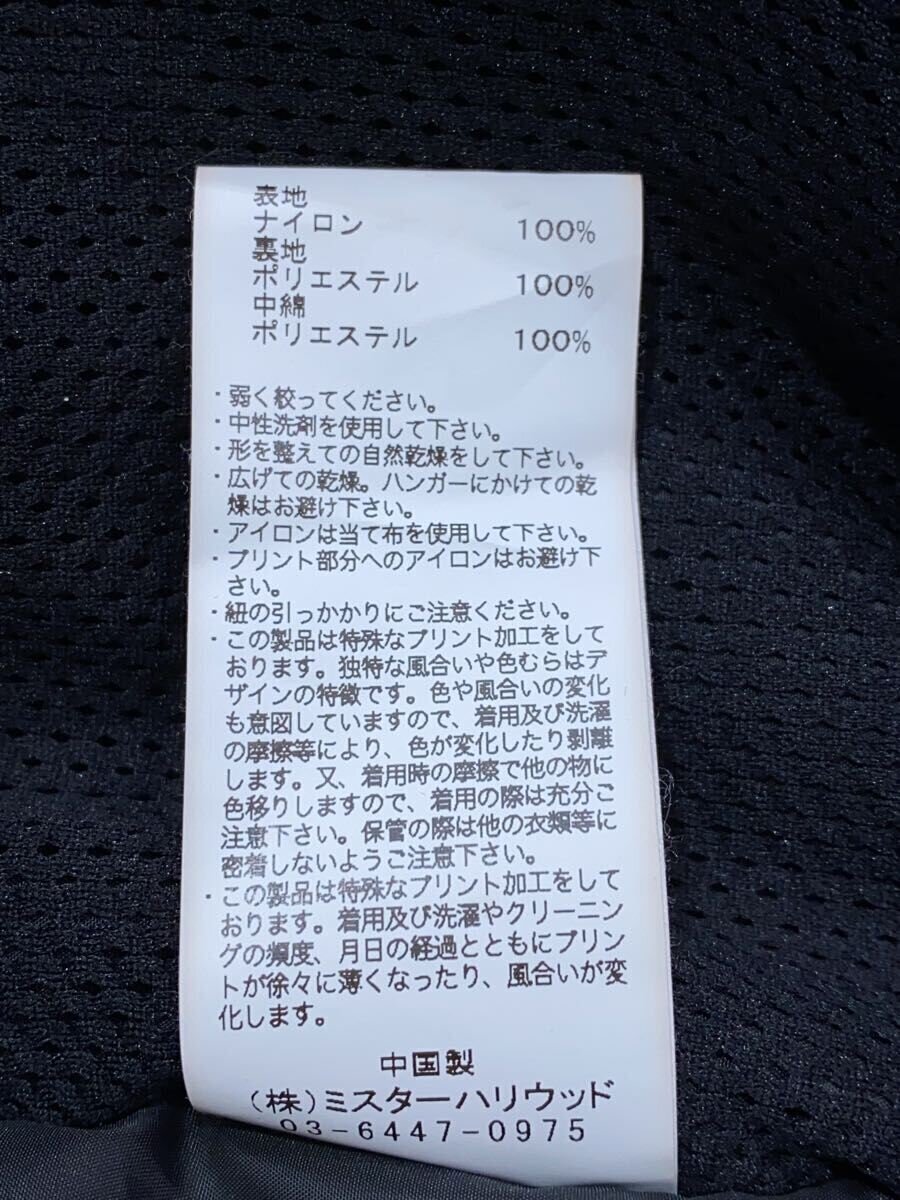 表地
ナイロン 100%
裏地
ポリエステル 100%
中綿
ポリエステル 100%
・弱く絞ってください。
・中性洗剤を使用して下さい。
・形を整えての自然乾燥をして下さい。
・広げての乾燥。ハンガーにかけての乾
燥はお避け下さい。
・アイロンは当て布を使用して下さい。
・プリント部分へのアイロンはお避け下
さい。
・紐の引っかかりにご注意ください。
・この製品は特殊なプリント加工をして
おります。独特な風合いや色むらはデ
ザインの特徴です。色や風合いの変化
も意図していますので、着用及び洗濯
の摩擦等により、色が変化したり剥離
します。又、着用時の摩擦で他の物に
色移りしますので、着用の際は充分ご
注意下さい。保管の際は他の衣類等に
密着しないようご注意下さい。
・この製品は特殊なプリント加工をして
おります。着用及び洗濯やクリーニン
グの頻度、月日の経過とともにプリン
トが徐々に薄くなったり、風合いが変
化します。
中国製
(株)ミスターハリウッド
03-6447-0975